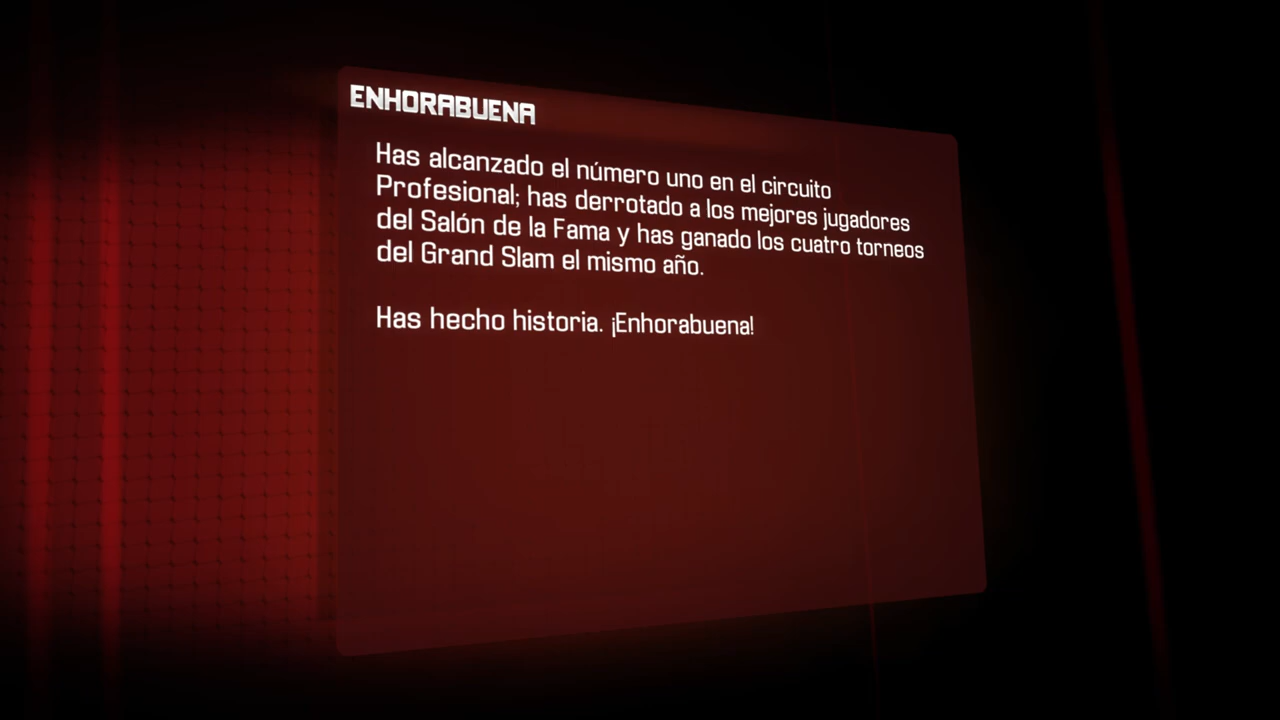 ENHORABUENA
Has alcanzado el número uno en el circuito
Profesional; has derrotado a los mejores jugadores
del Salón de la Fama y has ganado los cuatro torneos
del Grand Slam el mismo año.
Has hecho historia. ¡Enhorabuena!